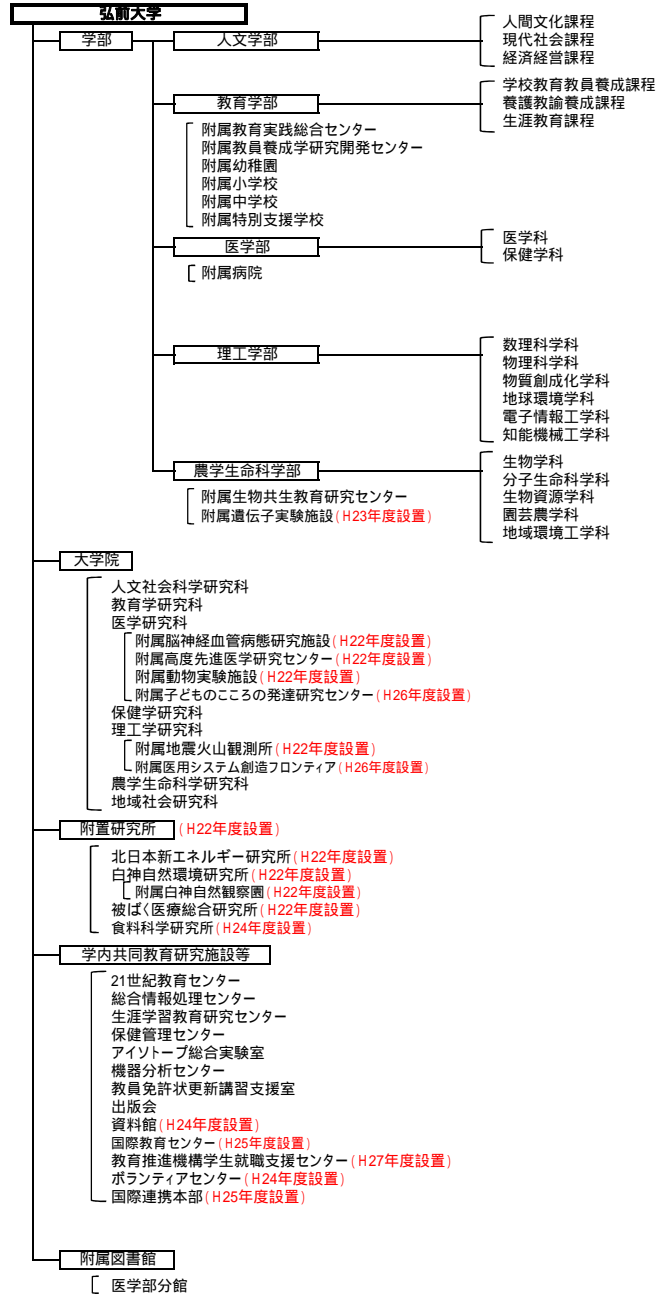 弘前大学
学部
人文学部
人間文化課程
現代社会課程
経済経営課程
教育学部
学校教育教員養成課程
養護教諭養成課程
生涯教育課程
附属教育実践総合センター
附属教員養成学研究開発センター
附属幼稚園
附属小学校
附属中学校
附属特別支援学校
医学部
医学科
保健学科
附属病院
理工学部
数理科学科
物理科学科
物質創成化学科
地球環境学科
電子情報工学科
知能機械工学科
農学生命科学部
生物学科
分子生命科学科
生物資源学科
園芸農学科
地域環境工学科
附属生物共生教育研究センター
附属遺伝子実験施設(H23年度設置)
大学院
人文社会科学研究科
教育学研究科
医学研究科
附属脳神経血管病態研究施設(H22年度設置)
附属高度先進医学研究センター(H22年度設置)
附属動物実験施設(H22年度設置)
附属子どものこころの発達研究センター(H26年度設置)
保健学研究科
理工学研究科
附属地震火山観測所(H22年度設置)
附属医用システム創造フロンティア(H26年度設置)
農学生命科学研究科
地域社会研究科
附置研究所(H22年度設置)
北日本新エネルギー研究所(H22年度設置)
白神自然環境研究所(H22年度設置)
附属白神自然観察園(H22年度設置)
被ばく医療総合研究所(H22年度設置)
食料科学研究所(H24年度設置)
学内共同教育研究施設等
21世紀教育センター
総合情報処理センター
生涯学習教育研究センター
保健管理センター
アイソトープ総合実験室
機器分析センター
教員免許状更新講習支援室
出版会
資料館(H24年度設置)
国際教育センター(H25年度設置)
教育推進機構学生就職支援センター(H27年度設置)
ボランティアセンター(H24年度設置)
国際連携本部(H25年度設置)
附属図書館
医学部分館